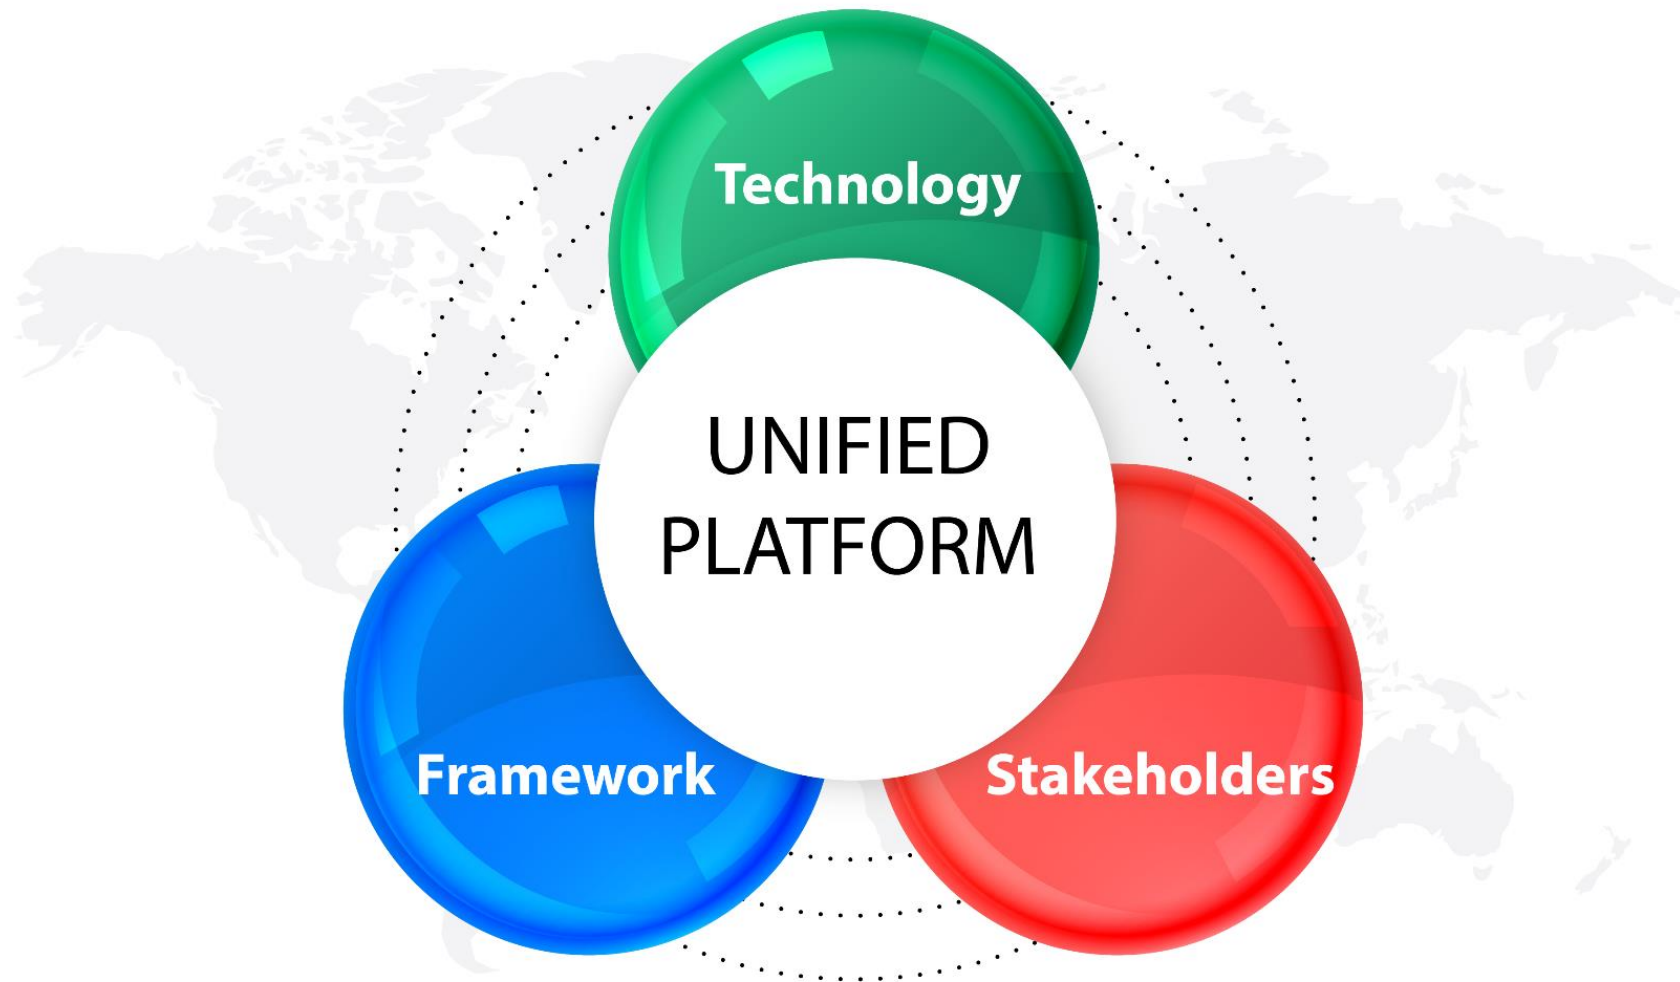 Technology
UNIFIED
PLATFORM
Framework
Stakeholders